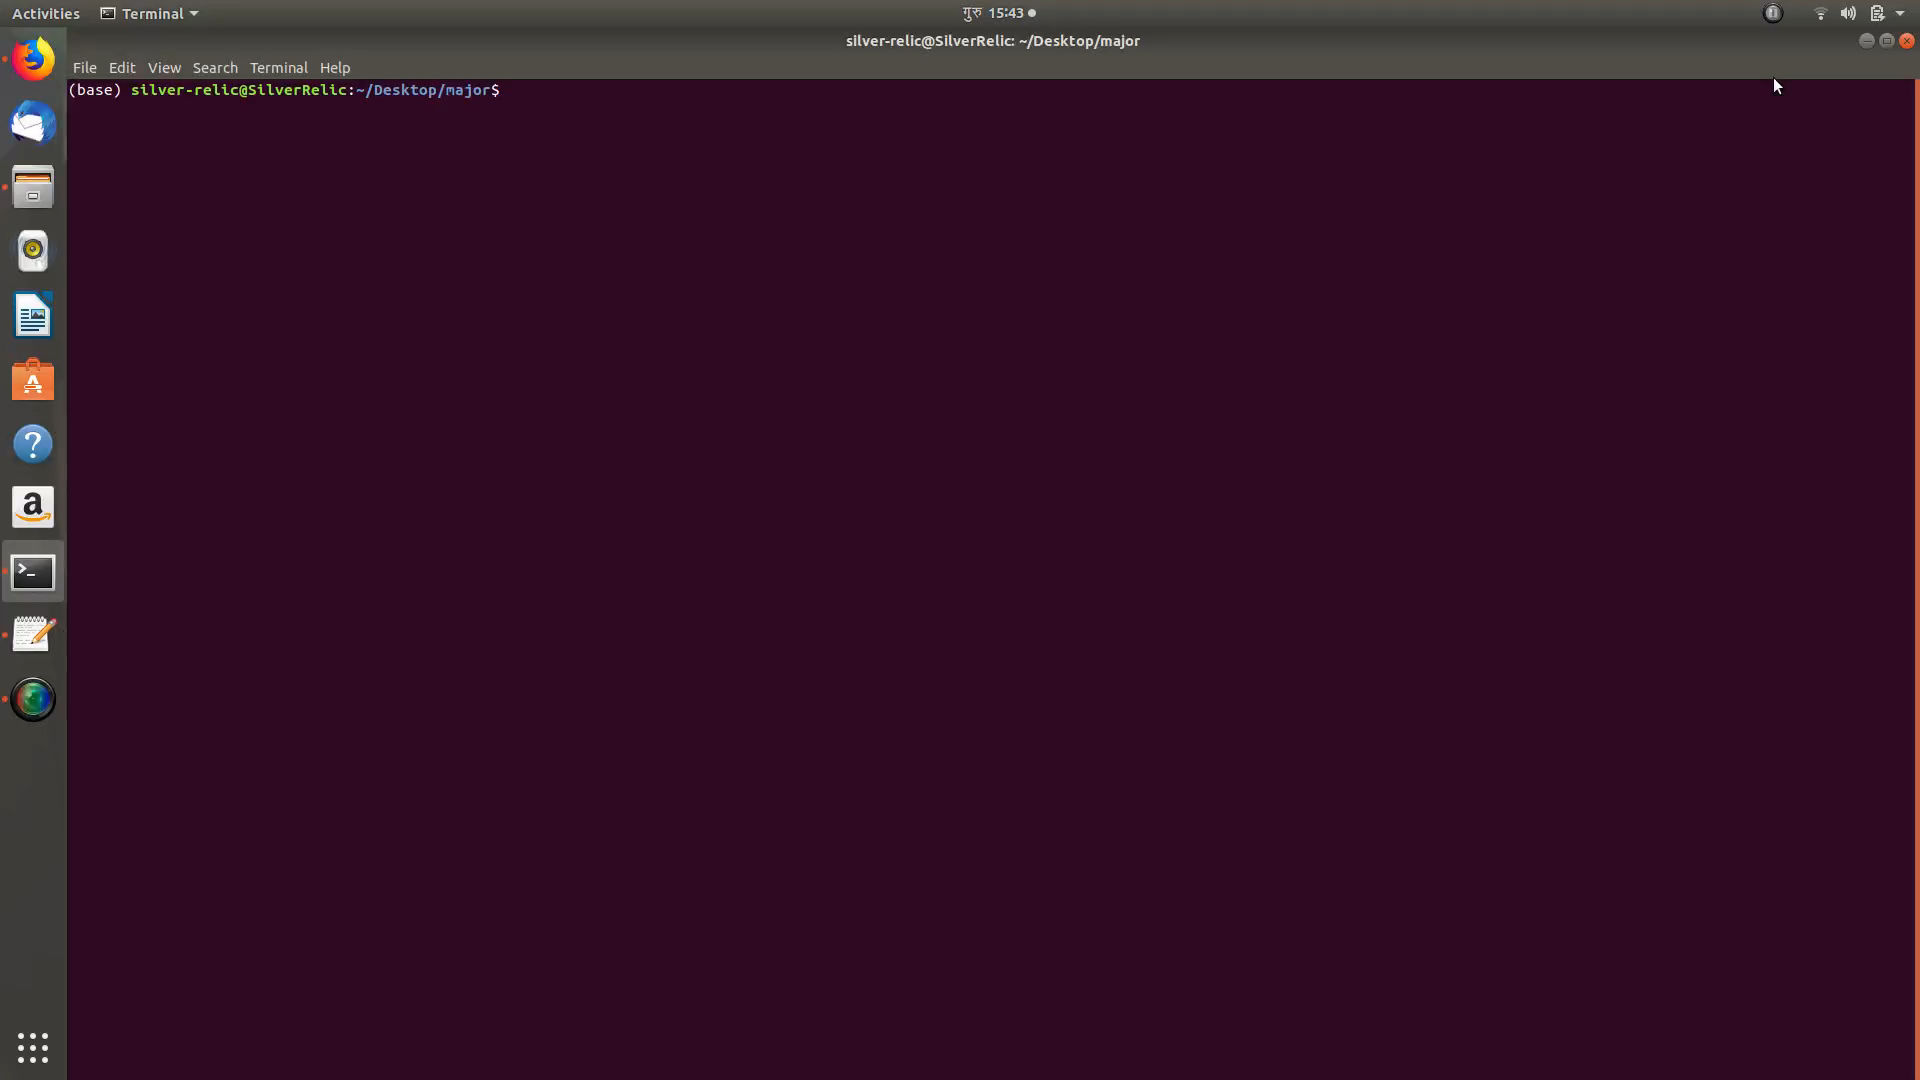 Activities Terminal गुरु 15:43
silver-relic@SilverRelic: ~/Desktop/major
File Edit View Search Terminal Help
(base) silver-relic@SilverRelic:~/Desktop/major$